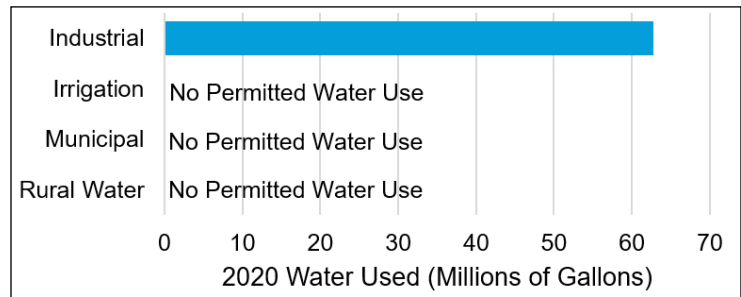 Industrial
Irrigation No Permitted Water Use
Municipal No Permitted Water Use
Rural Water No Permitted Water Use
0 10 20 30 40 50 60 70
2020 Water Used (Millions of Gallons)